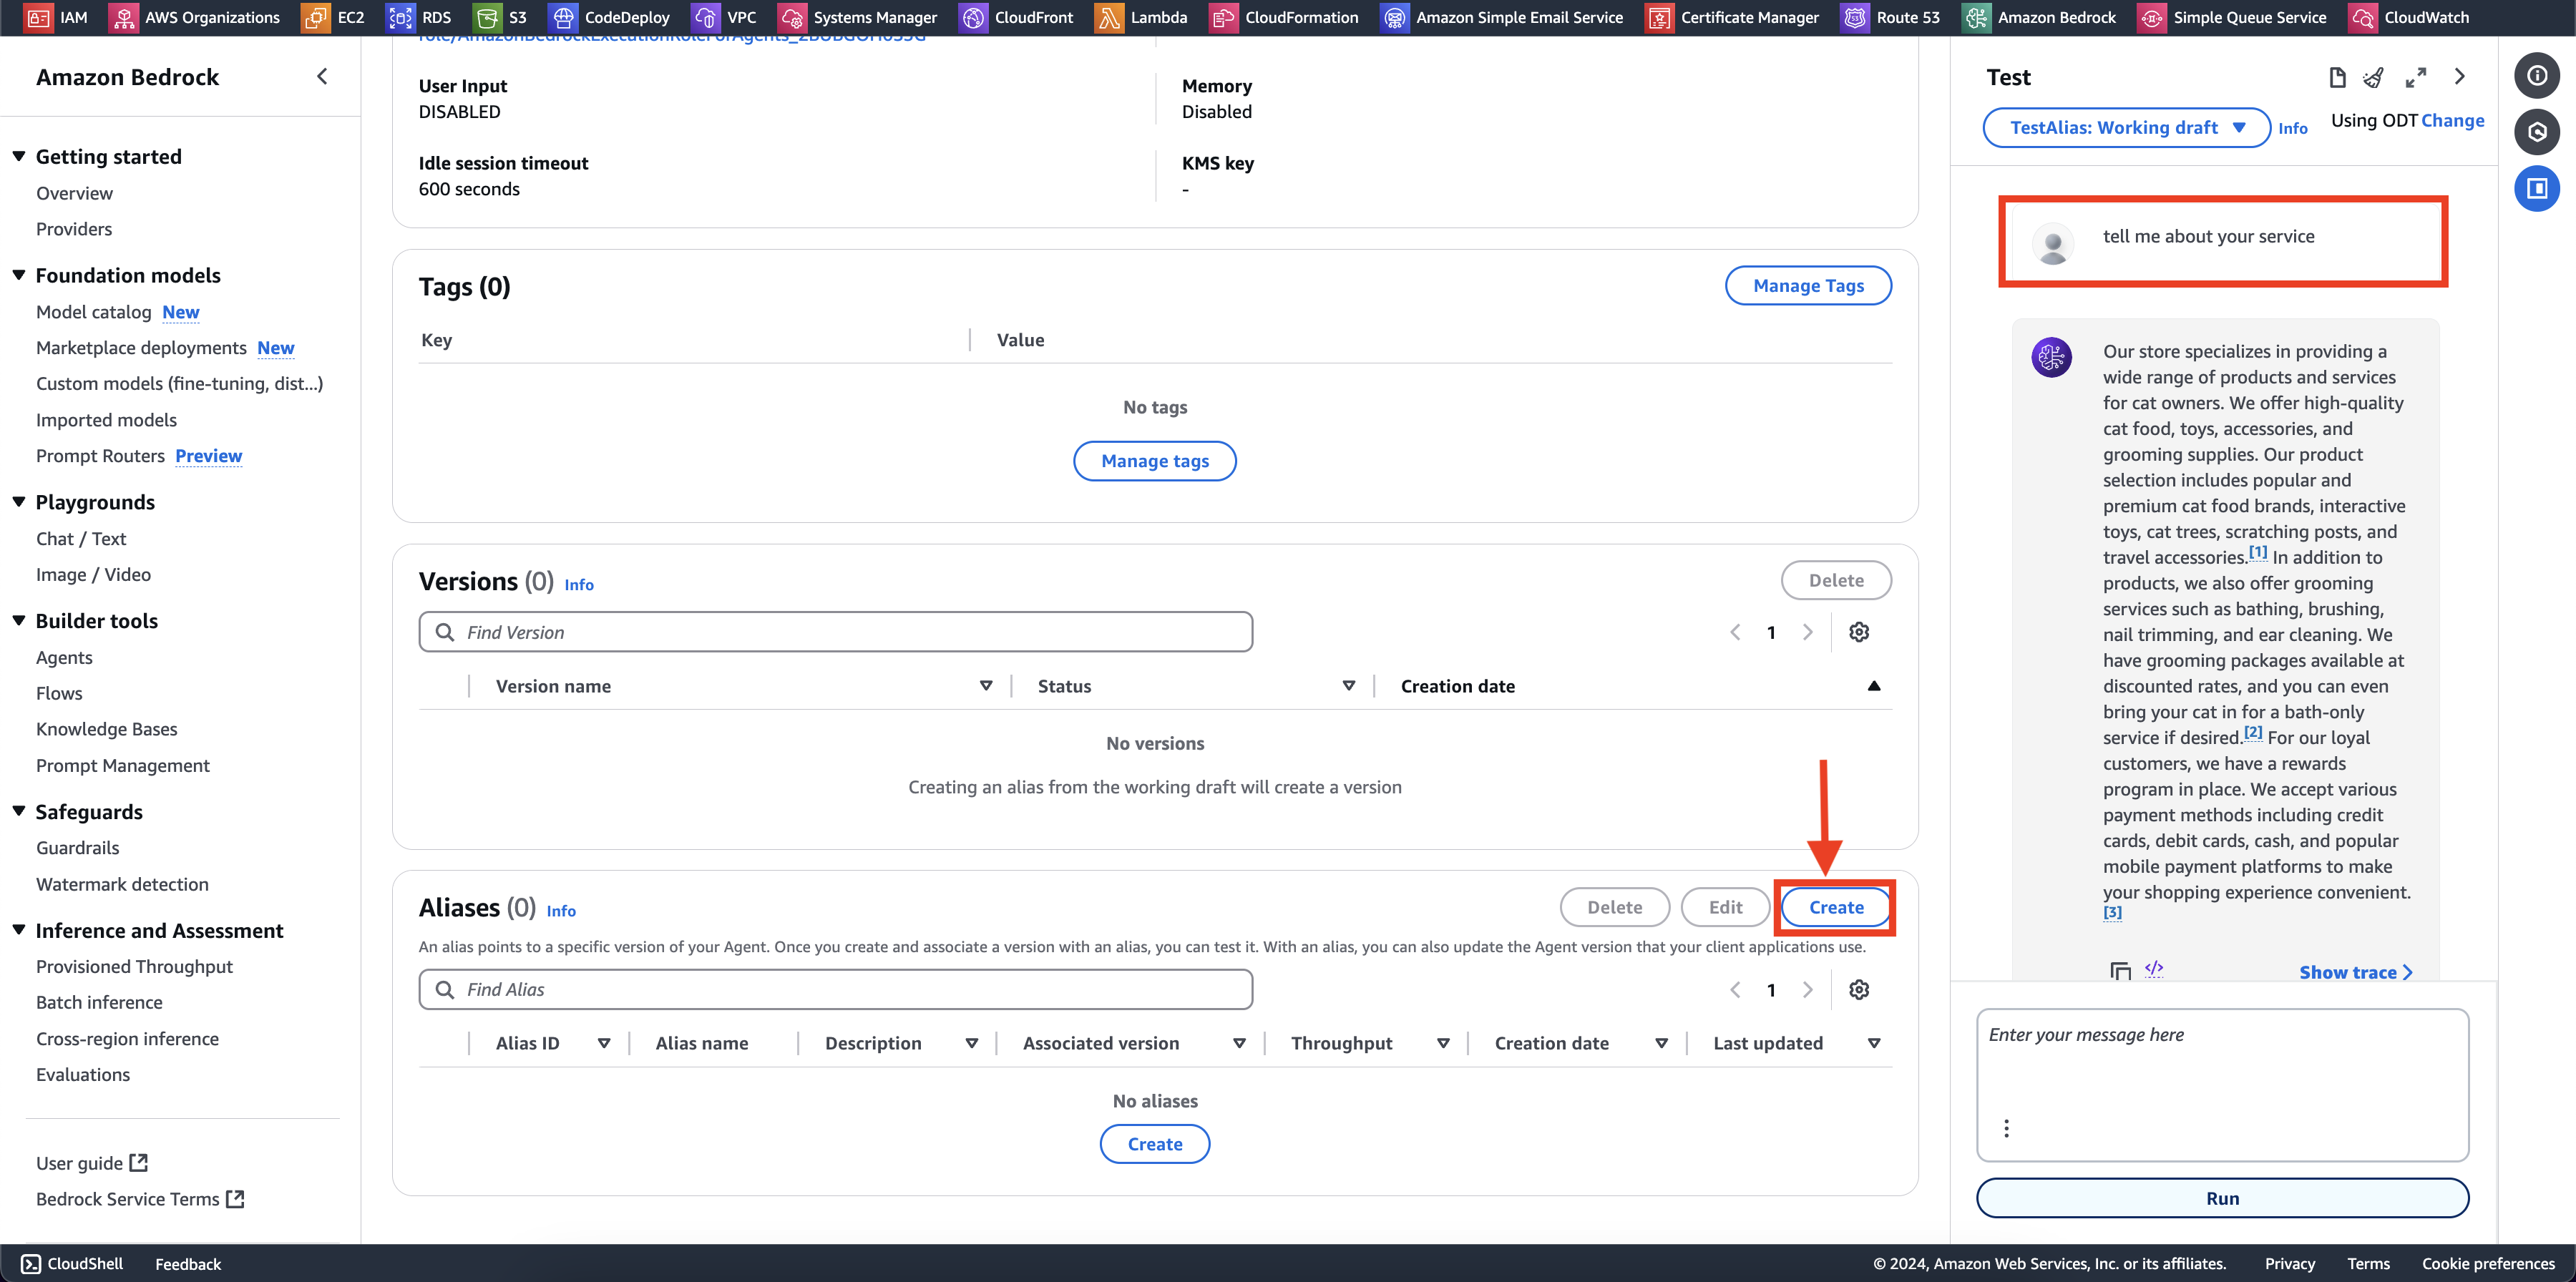 IAM AWS Organizations EC2 RDS S3 CodeDeploy VPC Systems Manager CloudFront Lambda CloudFormation Amazon Simple Email Service Certificate Manager Route 53 Amazon Bedrock Simple Queue Service CloudWatch
Amazon Bedrock
Getting started
Overview
Providers
Foundation models
Model catalog New
Marketplace deployments New
Custom models (fine-tuning, dist...)
Imported models
Prompt Routers Preview
Playgrounds
Chat / Text
Image / Video
Builder tools
Agents
Flows
Knowledge Bases
Prompt Management
Safeguards
Guardrails
Watermark detection
Inference and Assessment
Provisioned Throughput
Batch inference
Cross-region inference
Evaluations
User guide
Bedrock Service Terms
User Input
DISABLED
Memory
Disabled
Idle session timeout
600 seconds
KMS key
-
Tags (0)
Manage Tags
Key Value
No tags
Manage tags
Versions (0) Info
Delete
Find Version
1
Version name Status Creation date
No versions
Creating an alias from the working draft will create a version
Aliases (0) Info
Delete Edit Create
An alias points to a specific version of your Agent. Once you create and associate a version with an alias, you can test it. With an alias, you can also update the Agent version that your client applications use.
Find Alias
1
Alias ID Alias name Description Associated version Throughput Creation date Last updated
No aliases
Create
Test
TestAlias: Working draft Info Using ODT Change
tell me about your service
Our store specializes in providing a
wide range of products and services
for cat owners. We offer high-quality
cat food, toys, accessories, and
grooming supplies. Our product
selection includes popular and
premium cat food brands, interactive
toys, cat trees, scratching posts, and
travel accessories.[1] In addition to
products, we also offer grooming
services such as bathing, brushing,
nail trimming, and ear cleaning. We
have grooming packages available at
discounted rates, and you can even
bring your cat in for a bath-only
service if desired.[2] For our loyal
customers, we have a rewards
program in place. We accept various
payment methods including credit
cards, debit cards, cash, and popular
mobile payment platforms to make
your shopping experience convenient.
[3]
</> Show trace
Enter your message here
Run
CloudShell Feedback
© 2024, Amazon Web Services, Inc. or its affiliates. Privacy Terms Cookie preferences